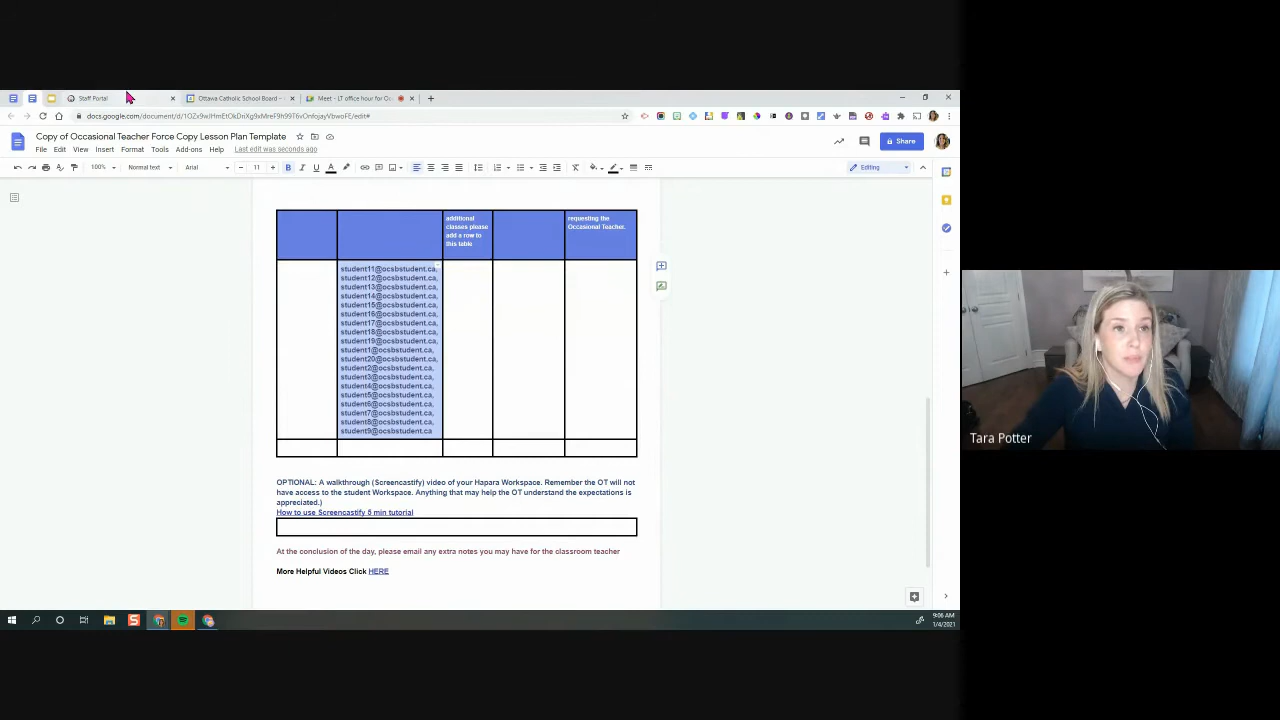 Staff Portal
Ottawa Catholic School Board -
Meet - LT office hour for Oc
docs.google.com/document/d/
Copy of Occasional Teacher Force Copy Lesson Plan Template
File Edit View Insert Format Tools Add-ons Help Last edit was seconds ago
Share
100% Normal text Arial 11
Editing
additional
classes please
add a row to
this table
requesting the
Occasional Teacher.
student11@ocsbstudent.ca,
student12@ocsbstudent.ca,
student13@ocsbstudent.ca,
student14@ocsbstudent.ca,
student15@ocsbstudent.ca,
student16@ocsbstudent.ca,
student17@ocsbstudent.ca,
student18@ocsbstudent.ca,
student19@ocsbstudent.ca,
student1@ocsbstudent.ca,
student20@ocsbstudent.ca,
student2@ocsbstudent.ca,
student3@ocsbstudent.ca,
student4@ocsbstudent.ca,
student5@ocsbstudent.ca,
student6@ocsbstudent.ca,
student7@ocsbstudent.ca,
student8@ocsbstudent.ca,
student9@ocsbstudent.ca
OPTIONAL: A walkthrough (Screencastify) video of your Hapara Workspace. Remember the OT will not
have access to the student Workspace. Anything that may help the OT understand the expectations is
appreciated.)
How to use Screencastify 5 min tutorial
At the conclusion of the day, please email any extra notes you may have for the classroom teacher
More Helpful Videos Click HERE
Tara Potter
9:06 AM
1/4/2021